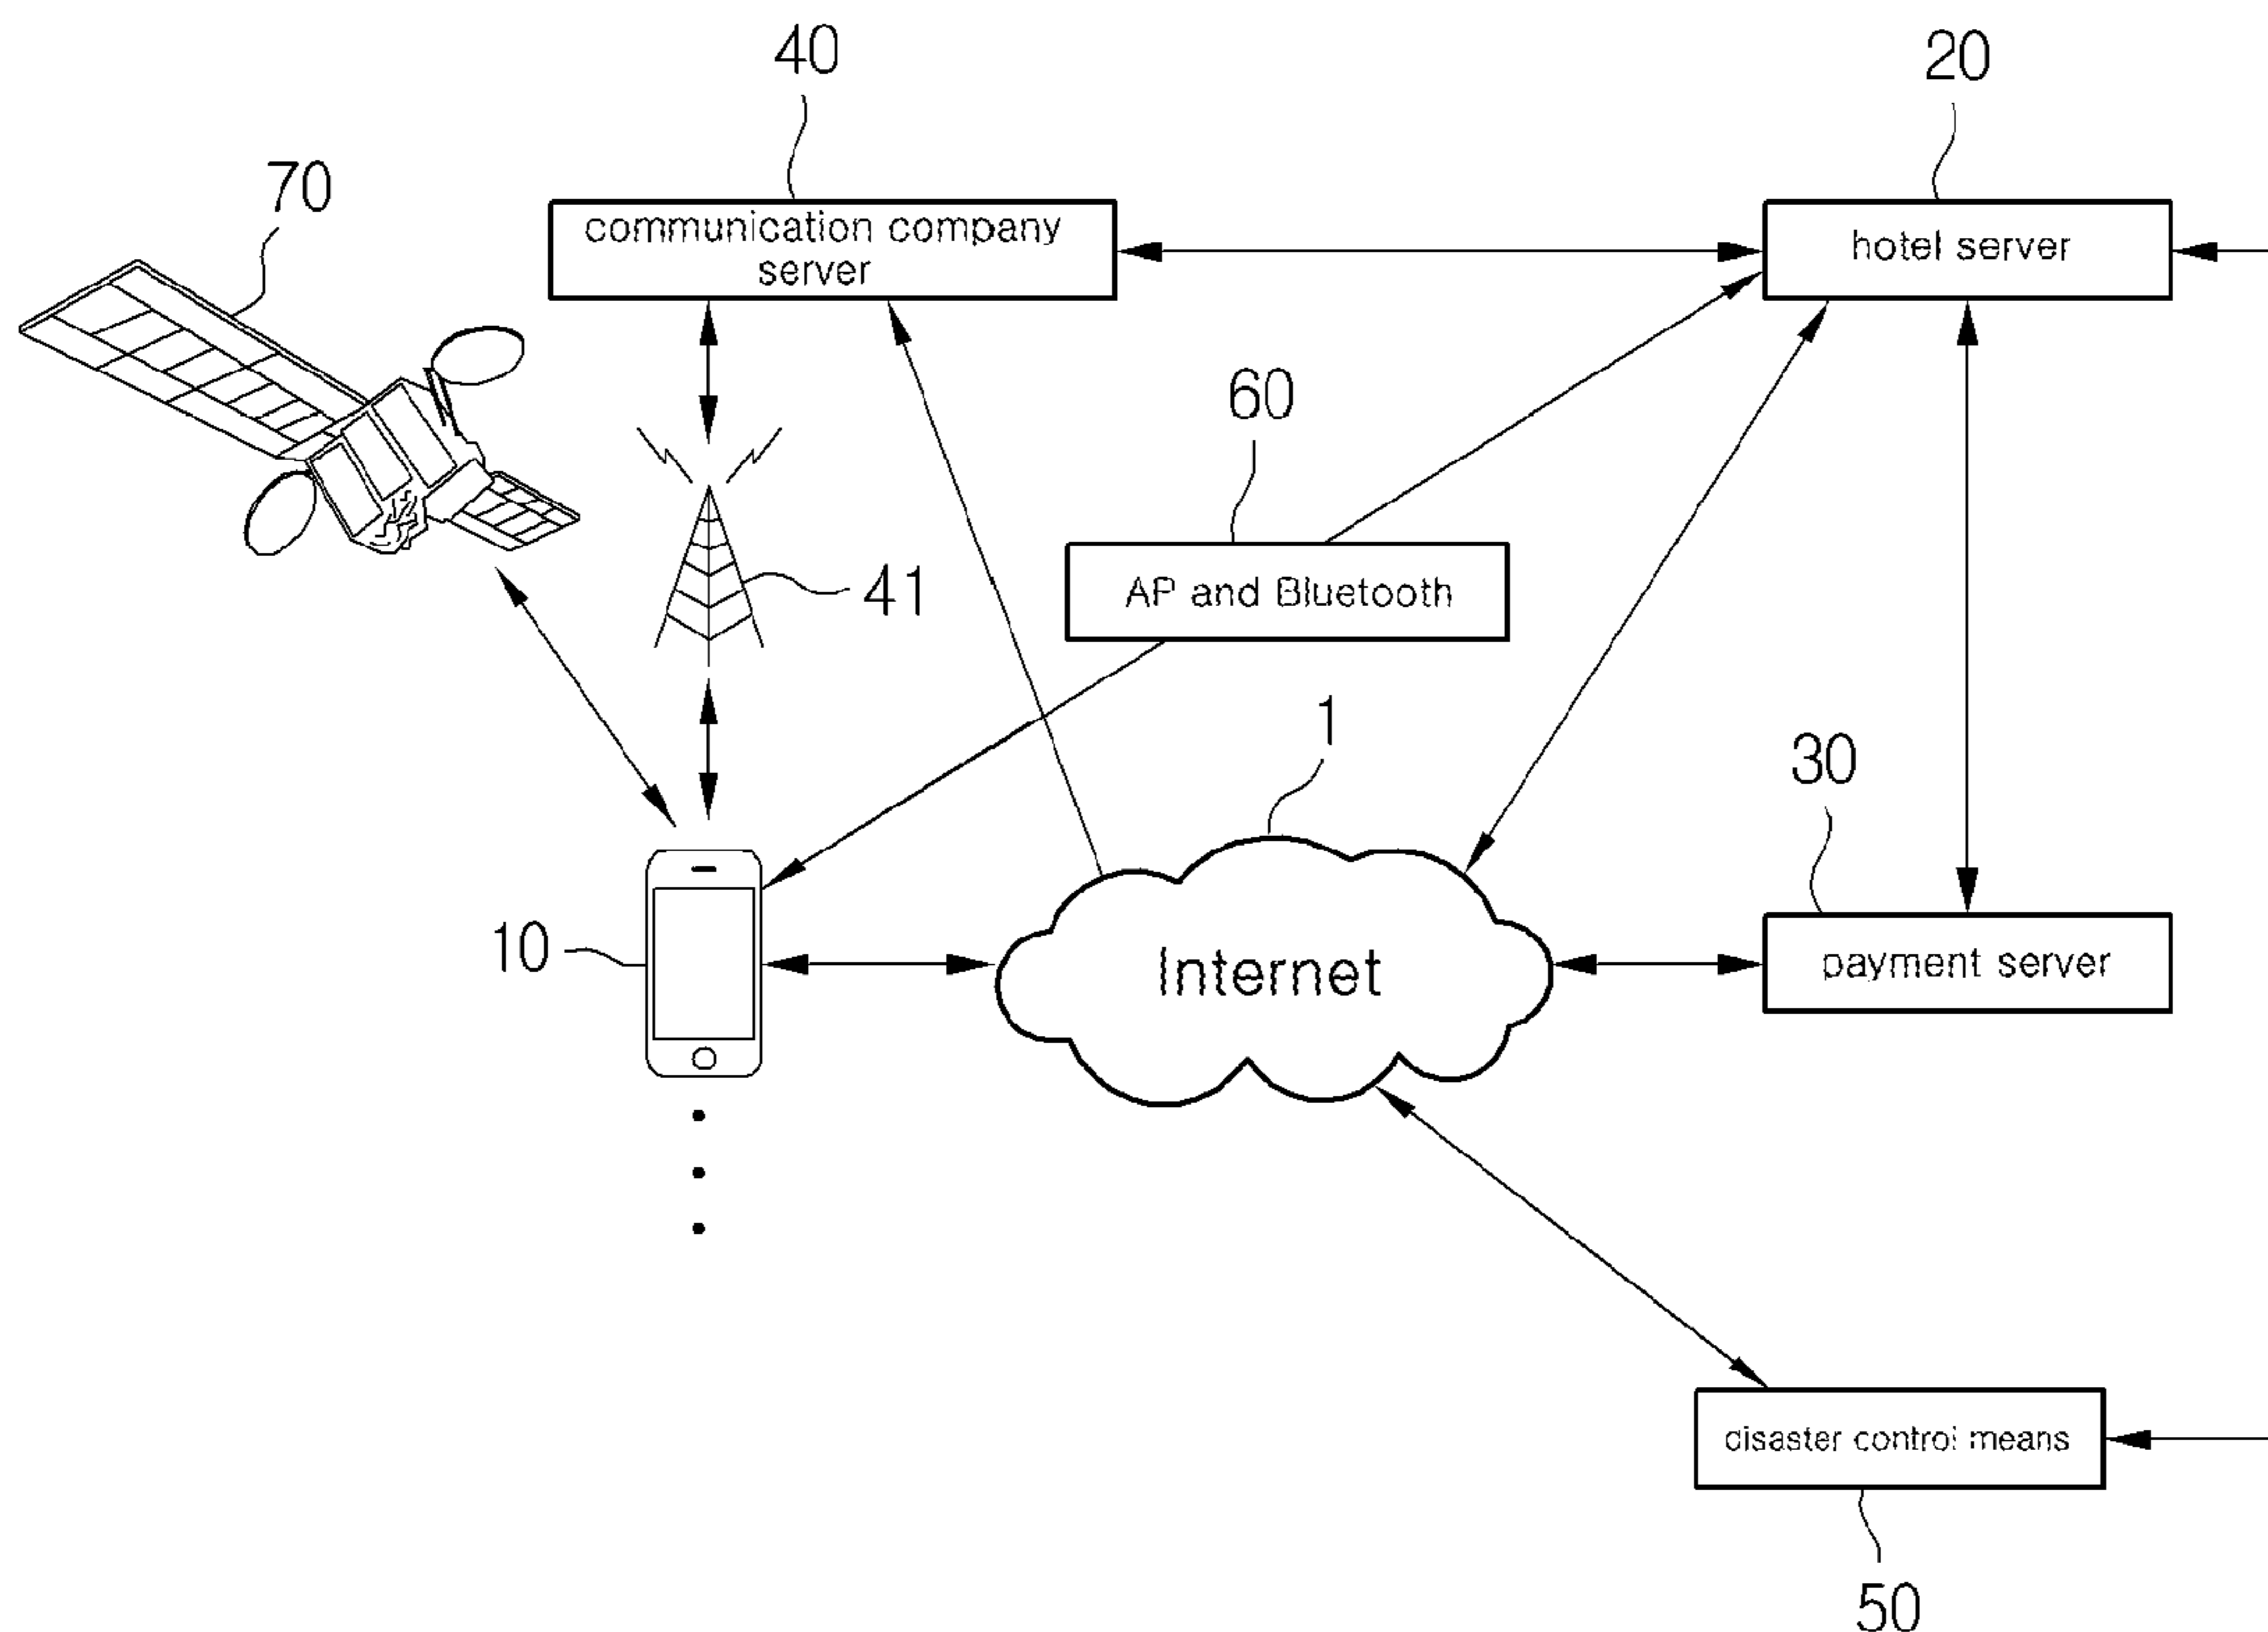 40
20
70
communication company
server
hotel server
60
41
AP and Bluetooth
1
30
10
Internet
payment server
disaster control means
50